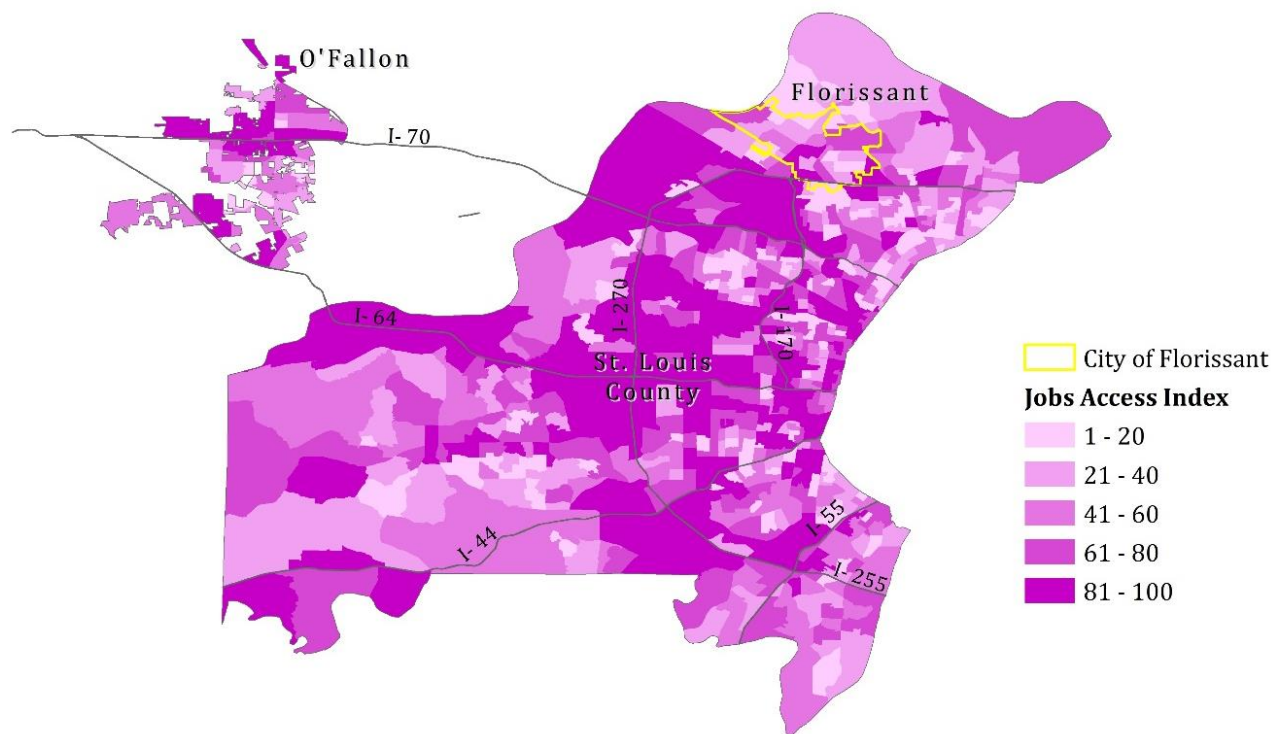 O'Fallon
Florissant
I- 70
I- 270
I- 64
I- 170
St. Louis
County
I- 44
I- 55
I- 255
City of Florissant
Jobs Access Index
1 - 20
21 - 40
41 - 60
61 - 80
81 - 100